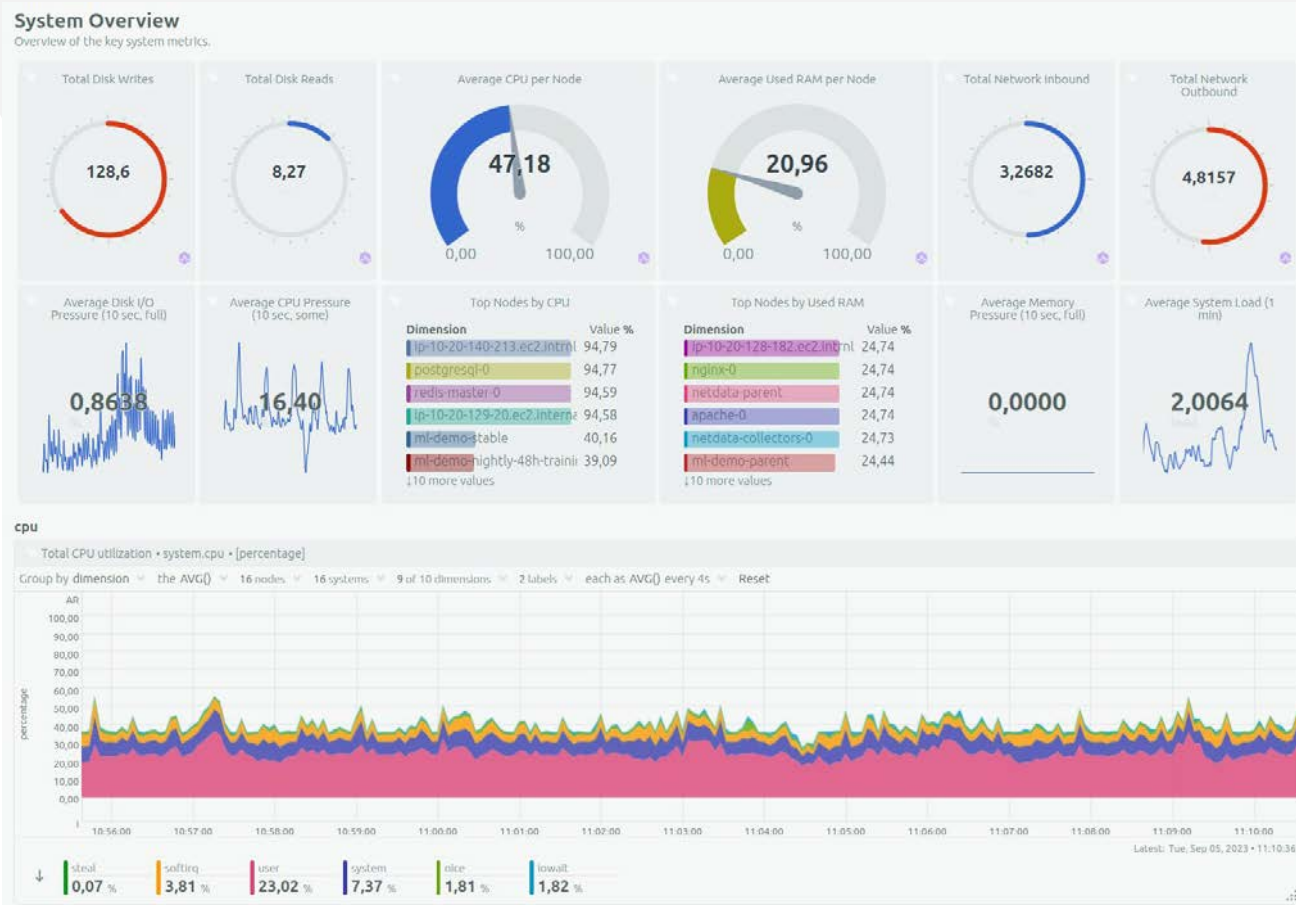 System Overview
Overview of the key system metrics.
Total Disk Writes
128,6
Total Disk Reads
8,27
Average CPU per Node
47,18
%
0,00
100,00
Average Used RAM per Node
20,96
%
0,00
100,00
Total Network Inbound
3,2682
Total Network
Outbound
4,8157
Average Disk I/O
Pressure (10 sec, full)
0,8638
Average CPU Pressure
(10 sec, some)
16,40
Top Nodes by CPU
Dimension Value %
ip-10-20-140-213.ec2.intrnl 94,79
postgresql-0 94,77
redis-master-0 94,59
ip-10-20-129-20.ec2.interna 94,58
ml-demo-stable 40,16
ml-demo-nightly-48h-trainin 39,09
↓10 more values
Top Nodes by Used RAM
Dimension Value %
ip-10-20-128-182.ec2.intrnl 24,74
nginx-0 24,74
netdata-parent 24,74
apache-0 24,74
netdata-collectors-0 24,73
ml-demo-parent 24,44
↓10 more values
Average Memory
Pressure (10 sec, full)
0,0000
Average System Load (1
min)
2,0064
cpu
Total CPU utilization • system.cpu • [percentage]
Group by dimension the AVG() 16 nodes 16 systems 9 of 10 dimensions 2 labels each as AVG() every 4s Reset
percentage
AR
100,00
90,00
80,00
70,00
60,00
50,00
40,00
30,00
20,00
10,00
0,00
10:56:00 10:57:00 10:58:00 10:59:00 11:00:00 11:01:00 11:02:00 11:03:00 11:04:00 11:05:00 11:06:00 11:07:00 11:08:00 11:09:00 11:10:00
Latest: Tue, Sep 05, 2023 • 11:10:36
steal softirq user system nice iowait
0,07 % 3,81 % 23,02 % 7,37 % 1,81 % 1,82 %